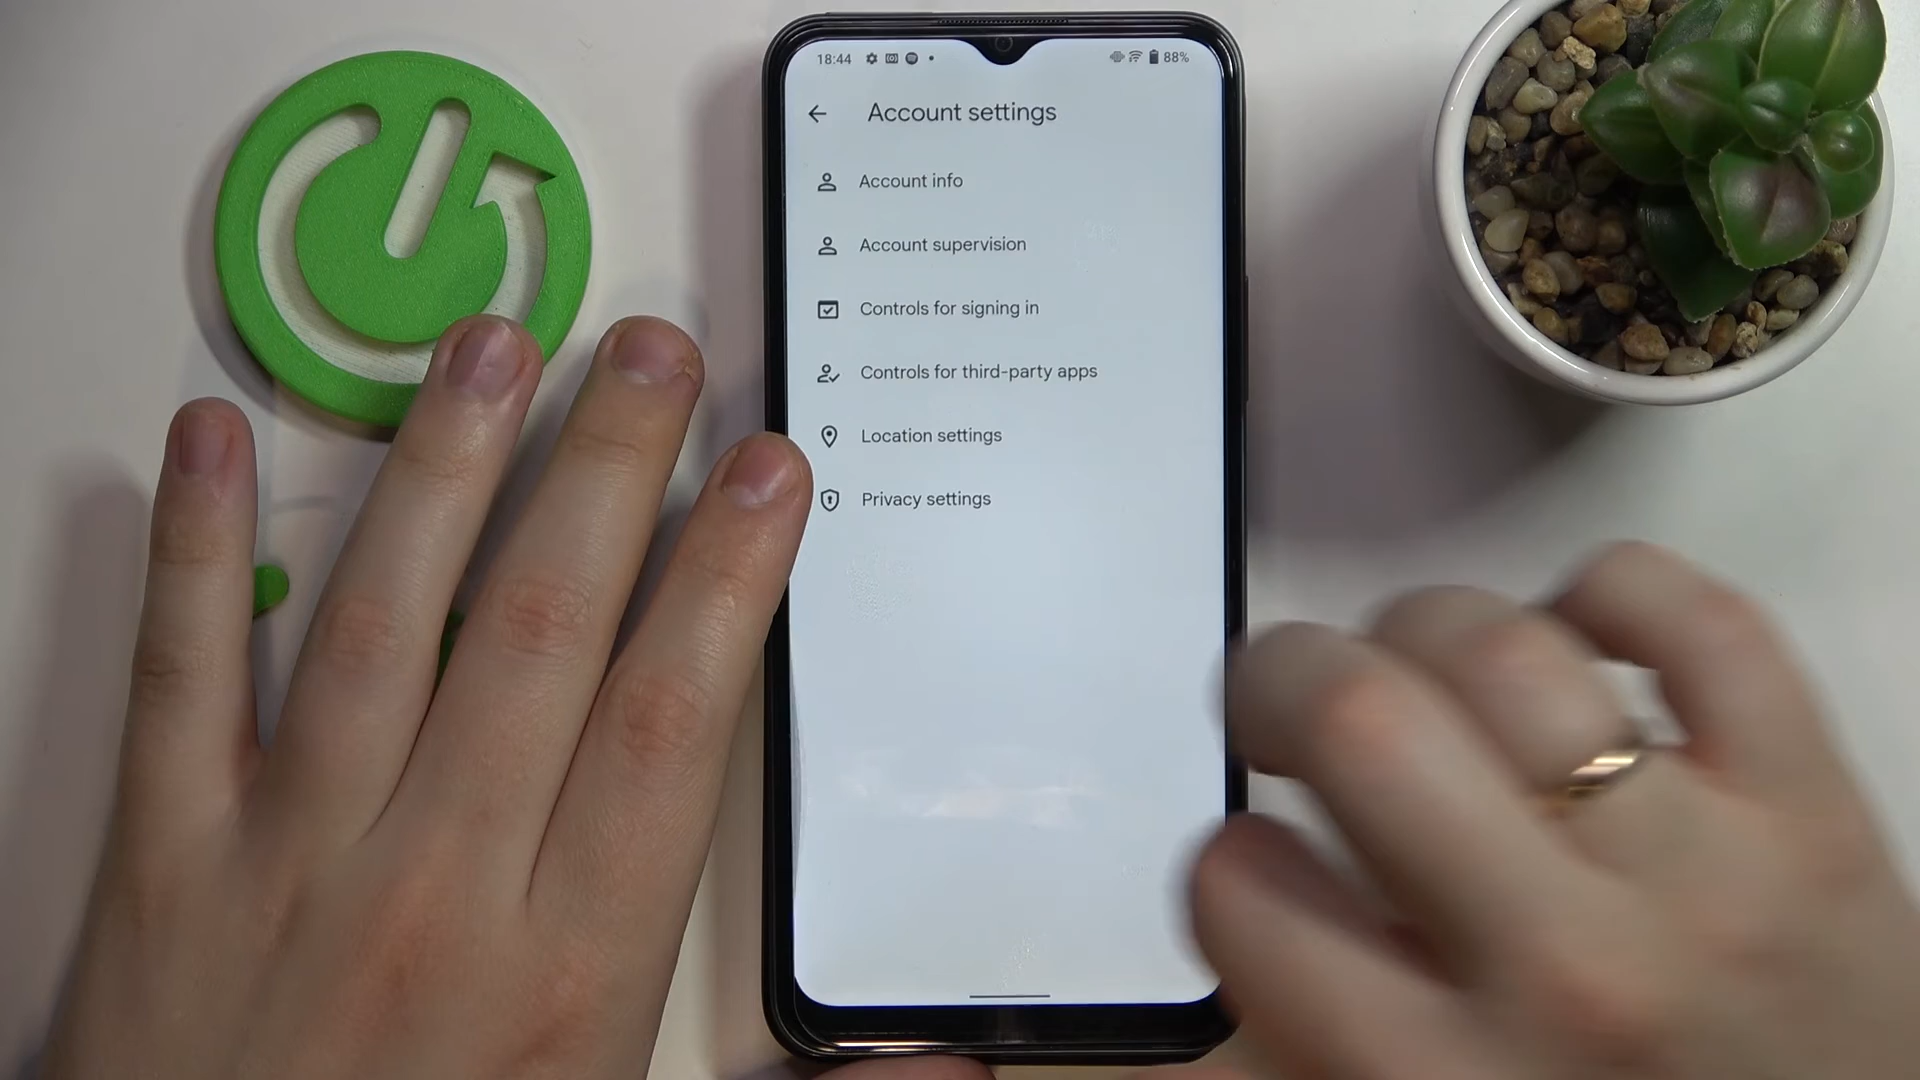 18:44 88%
Account settings
Account info
Account supervision
Controls for signing in
Controls for third-party apps
Location settings
Privacy settings